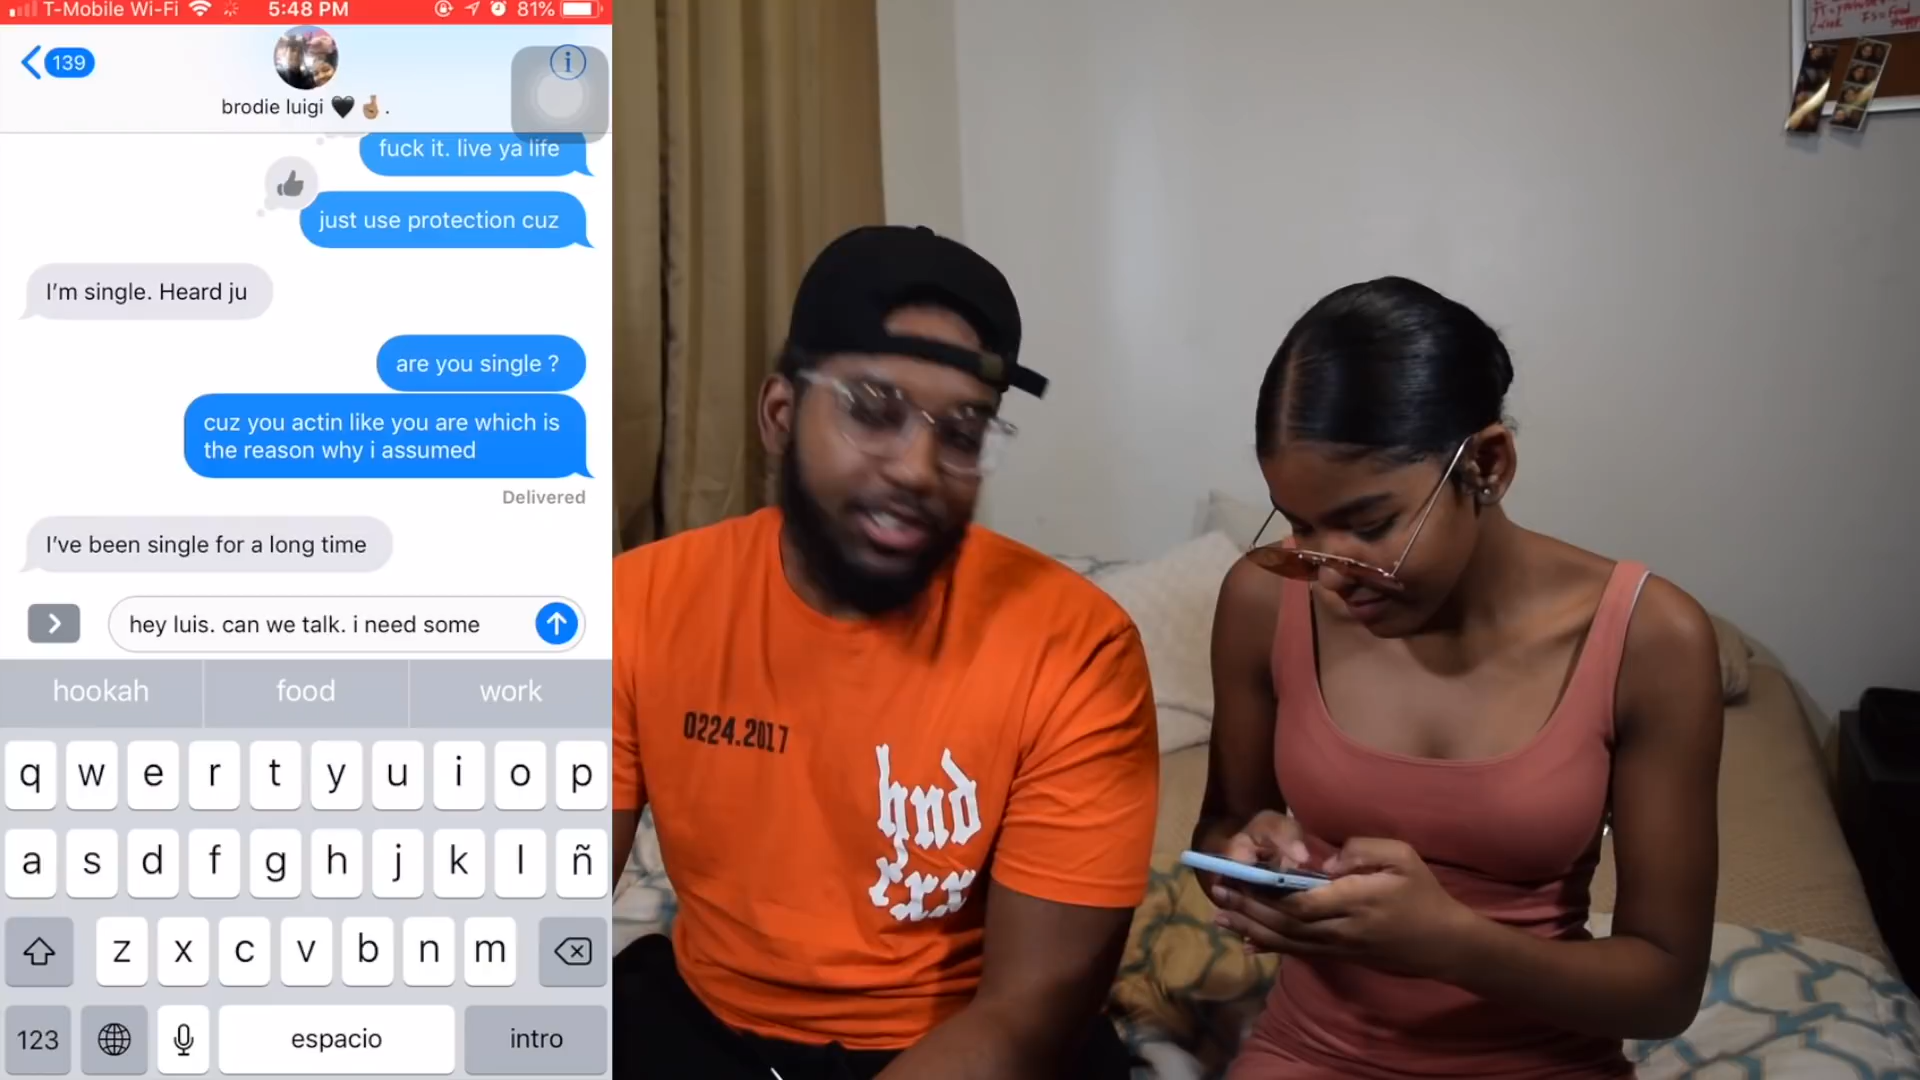 T-Mobile Wi-Fi 5:48 PM 81%
139
brodie luigi 🖤🤞🏽.
fuck it. live ya life
just use protection cuz
I’m single. Heard ju
are you single ?
cuz you actin like you are which is
the reason why i assumed
Delivered
I’ve been single for a long time
hey luis. can we talk. i need some
hookah food work
q w e r t y u i o p
a s d f g h j k l ñ
z x c v b n m
123 espacio intro
0224.2017
hnd
rxx